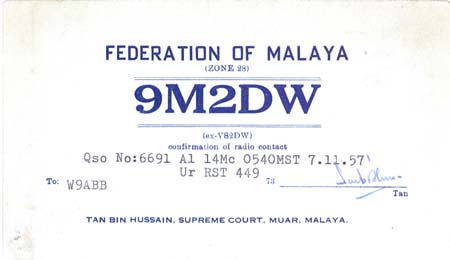 FEDERATION OF MALAYA
(ZONE 28)
9M2DW
(ex-VS2DW)
confirmation of radio contact
Qso No:6691 A1 14Mc 0540MST 7.11.57'
Ur RST 449
To: W9ABB 73
Tan
TAN BIN HUSSAIN, SUPREME COURT, MUAR, MALAYA.